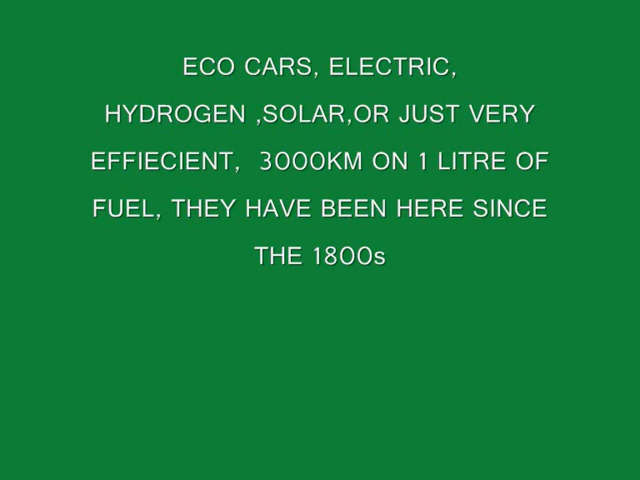 ECO CARS, ELECTRIC,
HYDROGEN ,SOLAR,OR JUST VERY
EFFIECIENT,  3000KM ON 1 LITRE OF
FUEL, THEY HAVE BEEN HERE SINCE
THE 1800s